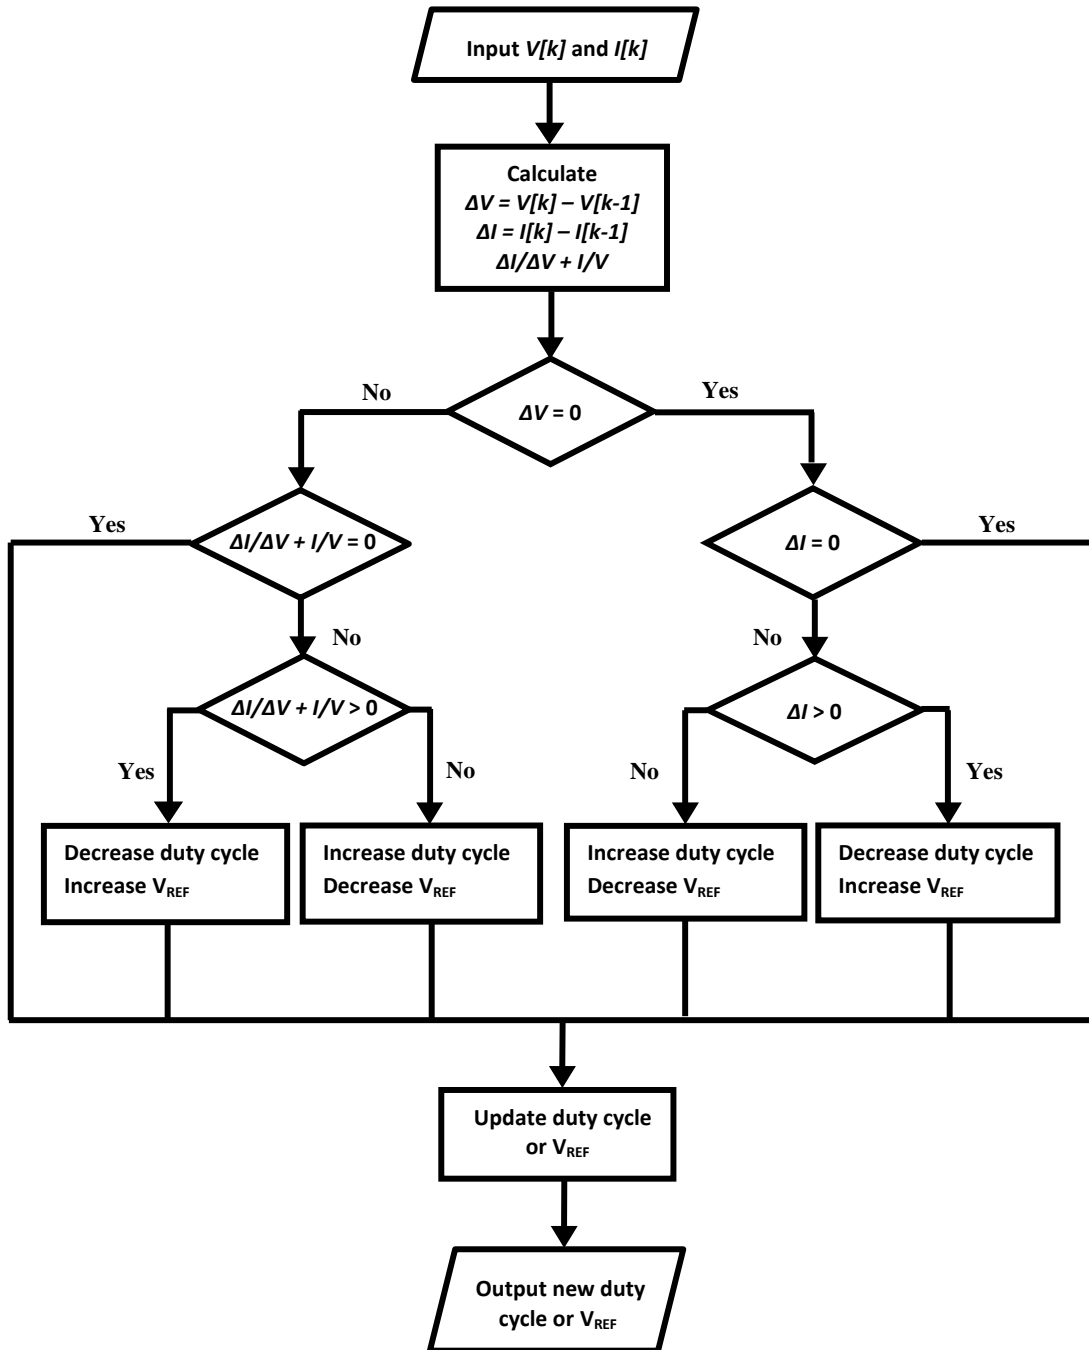 Input V[k] and I[k]
Calculate
ΔV = V[k] – V[k-1]
ΔI = I[k] – I[k-1]
ΔI/ΔV + I/V
No
Yes
ΔV = 0
Yes
ΔI/ΔV + I/V = 0
ΔI = 0
Yes
No
No
ΔI/ΔV + I/V > 0
ΔI > 0
Yes
No
No
Yes
Decrease duty cycle
Increase VREF
Increase duty cycle
Decrease VREF
Increase duty cycle
Decrease VREF
Decrease duty cycle
Increase VREF
Update duty cycle
or VREF
Output new duty
cycle or VREF